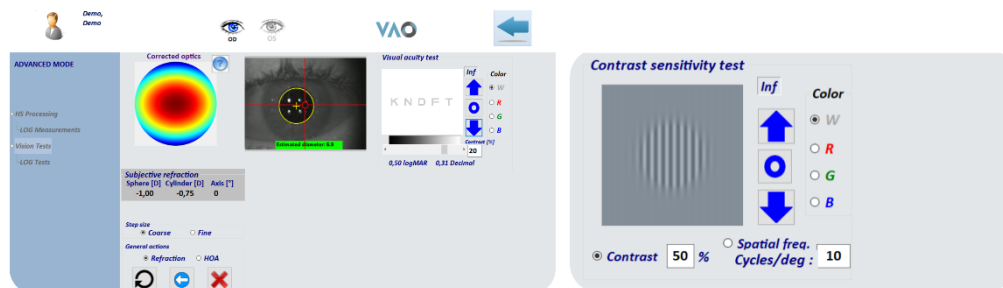 Demo,
Demo
OD
OS
VAO
ADVANCED MODE
HS Processing
-LOG Measurements
Vision Tests
-LOG Tests
Corrected optics
?
Estimated diameter: 6.8
Visual acuity test
Inf
Color
W
R
G
B
K N D F T
Contrast [%]
20
0,50 logMAR 0,31 Decimal
Subjective refraction
Sphere [D] Cylinder [D] Axis [°]
-1,00 -0,75 0
Step size
Coarse Fine
General actions
Refraction HOA
Contrast sensitivity test
Inf
Color
W
R
G
B
Contrast 50 %
Spatial freq.
Cycles/deg : 10